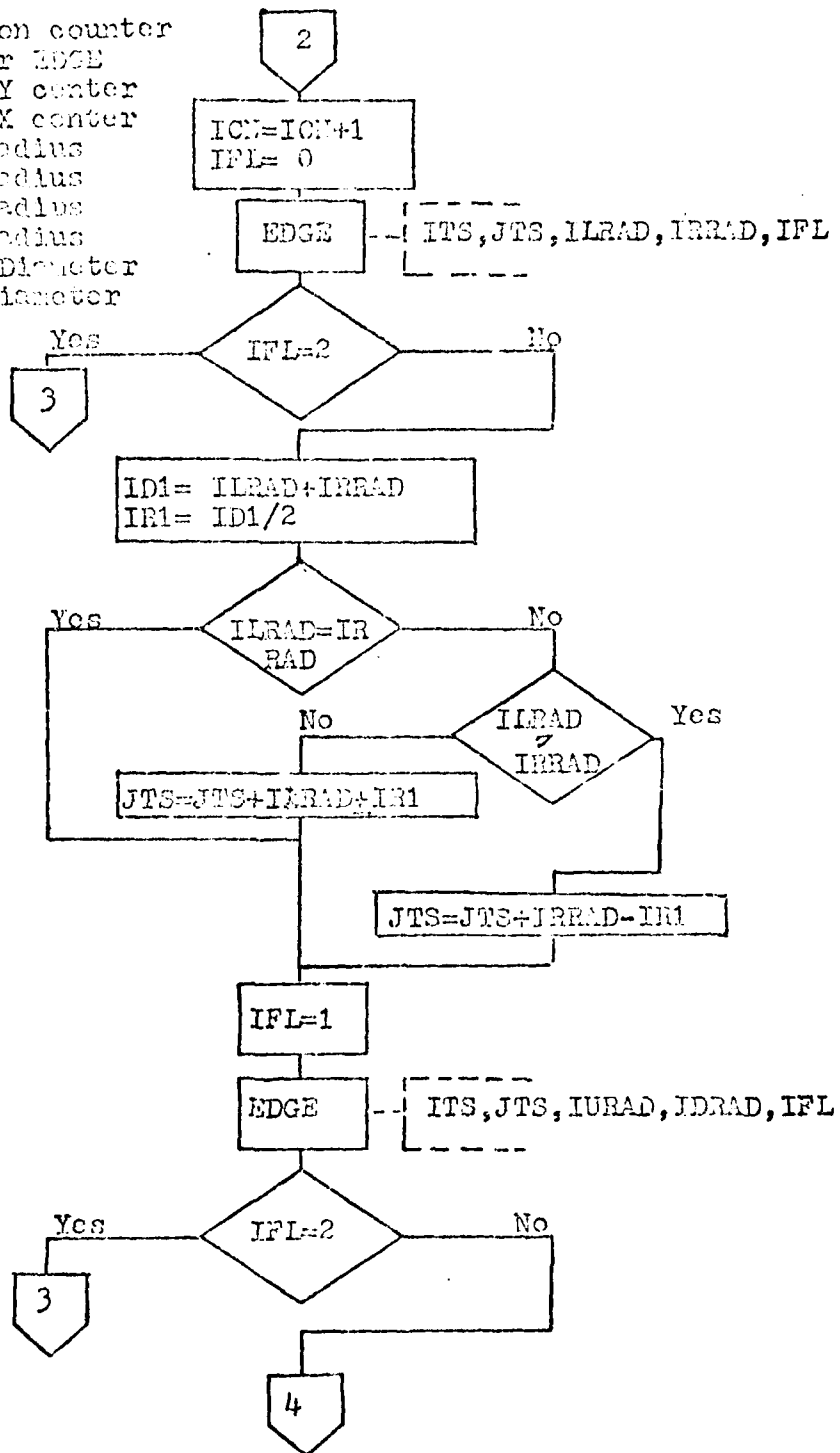 on counter
r EDGE
Y center
X center
adius
adius
adius
adius
Diameter
iameter
2
ICN=ICN+1
IFL= 0
EDGE
ITS,JTS,ILRAD,IRRAD,IFL
IFL=2
Yes
No
3
ID1= ILRAD+IRRAD
IR1= ID1/2
ILRAD=IR
RAD
Yes
No
ILRAD
>
IRRAD
No
Yes
JTS=JTS+ILRAD+IR1
JTS=JTS+IRRAD-IR1
IFL=1
EDGE
ITS,JTS,IURAD,IDRAD,IFL
IFL=2
Yes
No
3
4